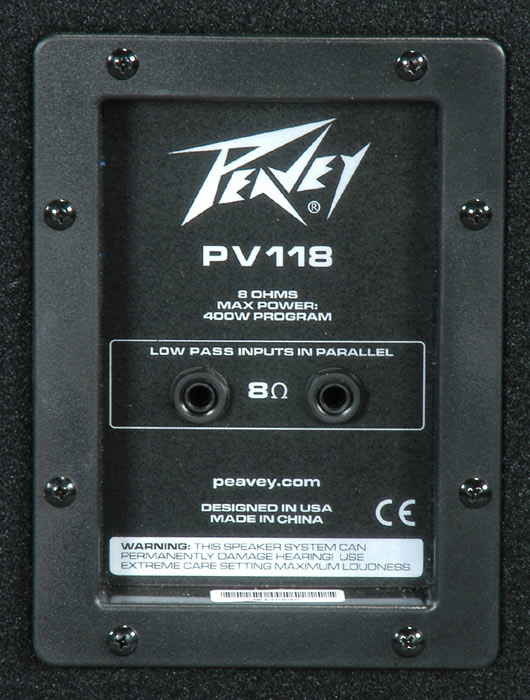 PEAVEY®
PV118
8 OHMS
MAX POWER:
400W PROGRAM
LOW PASS INPUTS IN PARALLEL
8Ω
peavey.com
DESIGNED IN USA
MADE IN CHINA
CE
WARNING: THIS SPEAKER SYSTEM CAN
PERMANENTLY DAMAGE HEARING! USE
EXTREME CARE SETTING MAXIMUM LOUDNESS.